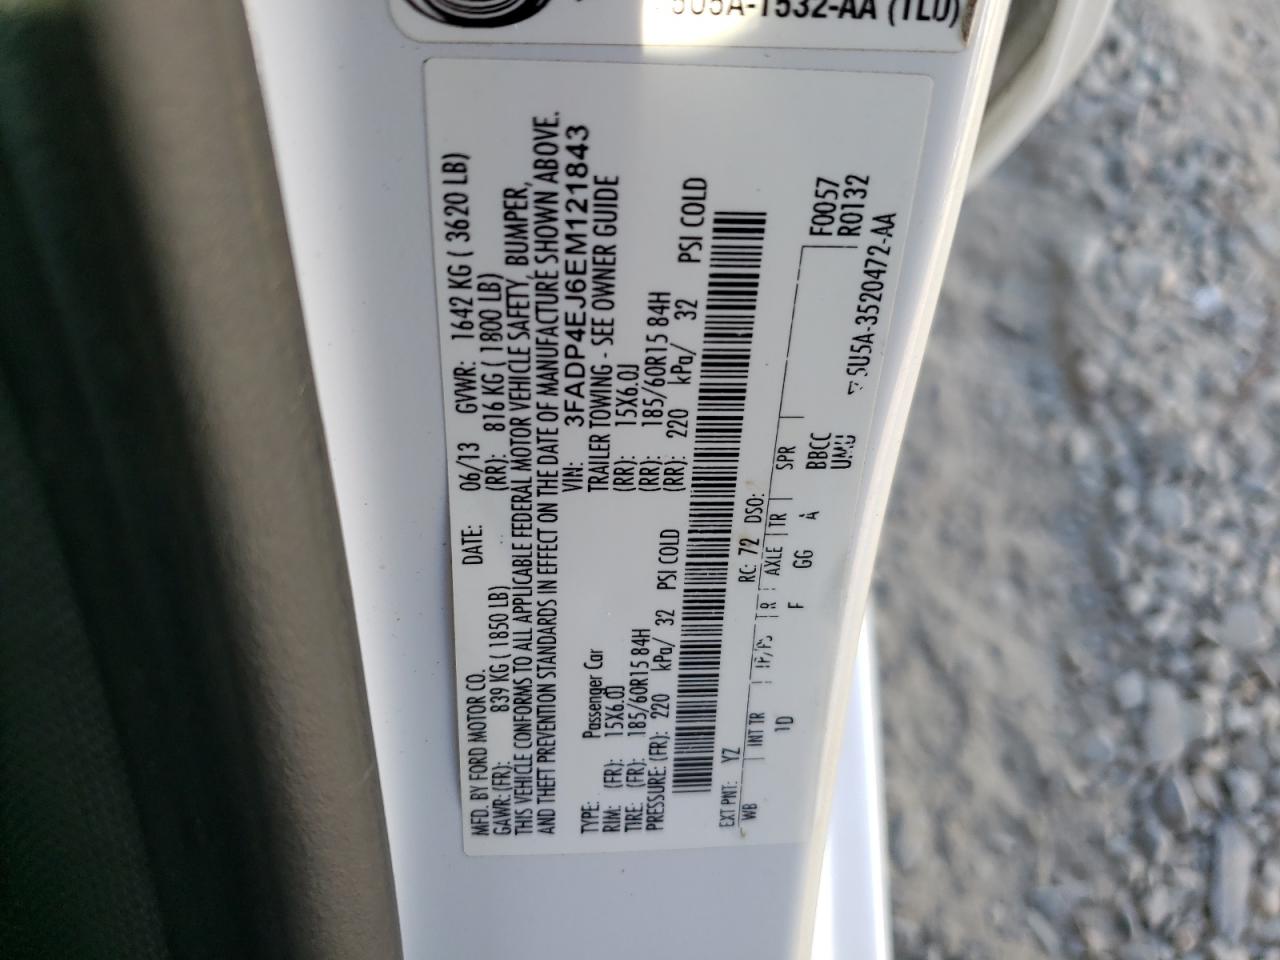 5U5A-1532-AA (TL0)
MFD. BY FORD MOTOR CO. DATE: 06/13 GVWR: 1642 KG ( 3620 LB)
GAWR: (FR): 839 KG ( 1850 LB) (RR): 816 KG ( 1800 LB)
THIS VEHICLE CONFORMS TO ALL APPLICABLE FEDERAL MOTOR VEHICLE SAFETY, BUMPER,
AND THEFT PREVENTION STANDARDS IN EFFECT ON THE DATE OF MANUFACTURE SHOWN ABOVE.
VIN: 3FADP4EJ6EM121843
TYPE: Passenger Car TRAILER TOWING - SEE OWNER GUIDE
RIM: (FR): 15X6.0J (RR): 15X6.0J
TIRE: (FR): 185/60R15 84H (RR): 185/60R15 84H
PRESSURE: (FR): 220 kPa/ 32 PSI COLD (RR): 220 kPa/ 32 PSI COLD
EXT PNT: YZ RC: 72 DSO: F0057
WB INT TR TP/PS R AXLE TR SPR R0132
1D F GG A BBCC
UMU
5U5A-3520472-AA